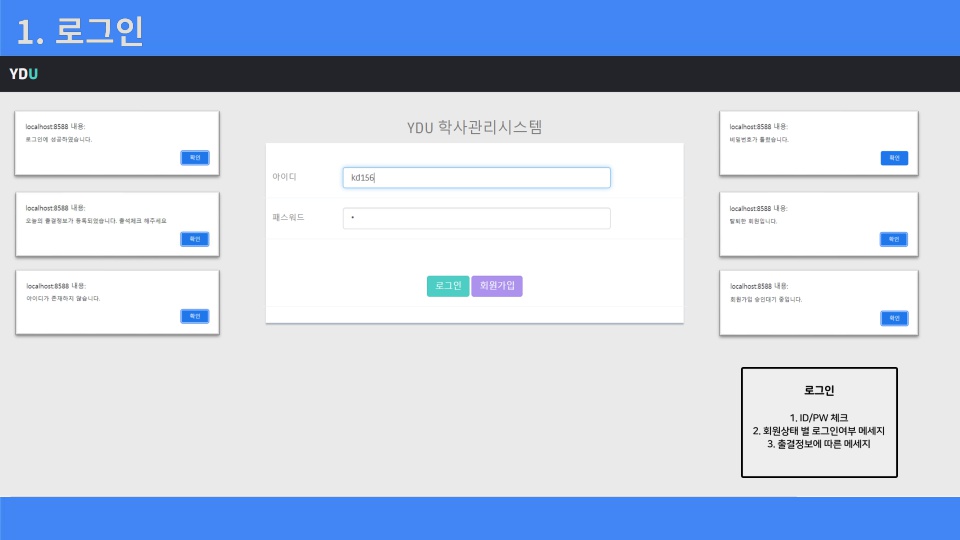 1. 로그인
YDU
localhost:8588 내용:
로그인에 성공하였습니다.
확인
localhost:8588 내용:
오늘의 출결정보가 등록되었습니다. 출석체크 해주세요
확인
localhost:8588 내용:
아이디가 존재하지 않습니다.
확인
YDU 학사관리시스템
아이디
kd156
패스워드
•
로그인 회원가입
localhost:8588 내용:
비밀번호가 틀렸습니다.
확인
localhost:8588 내용:
탈퇴한 회원입니다.
확인
localhost:8588 내용:
회원가입 승인대기 중입니다.
확인
로그인
1. ID/PW 체크
2. 회원상태 별 로그인여부 메세지
3. 출결정보에 따른 메세지